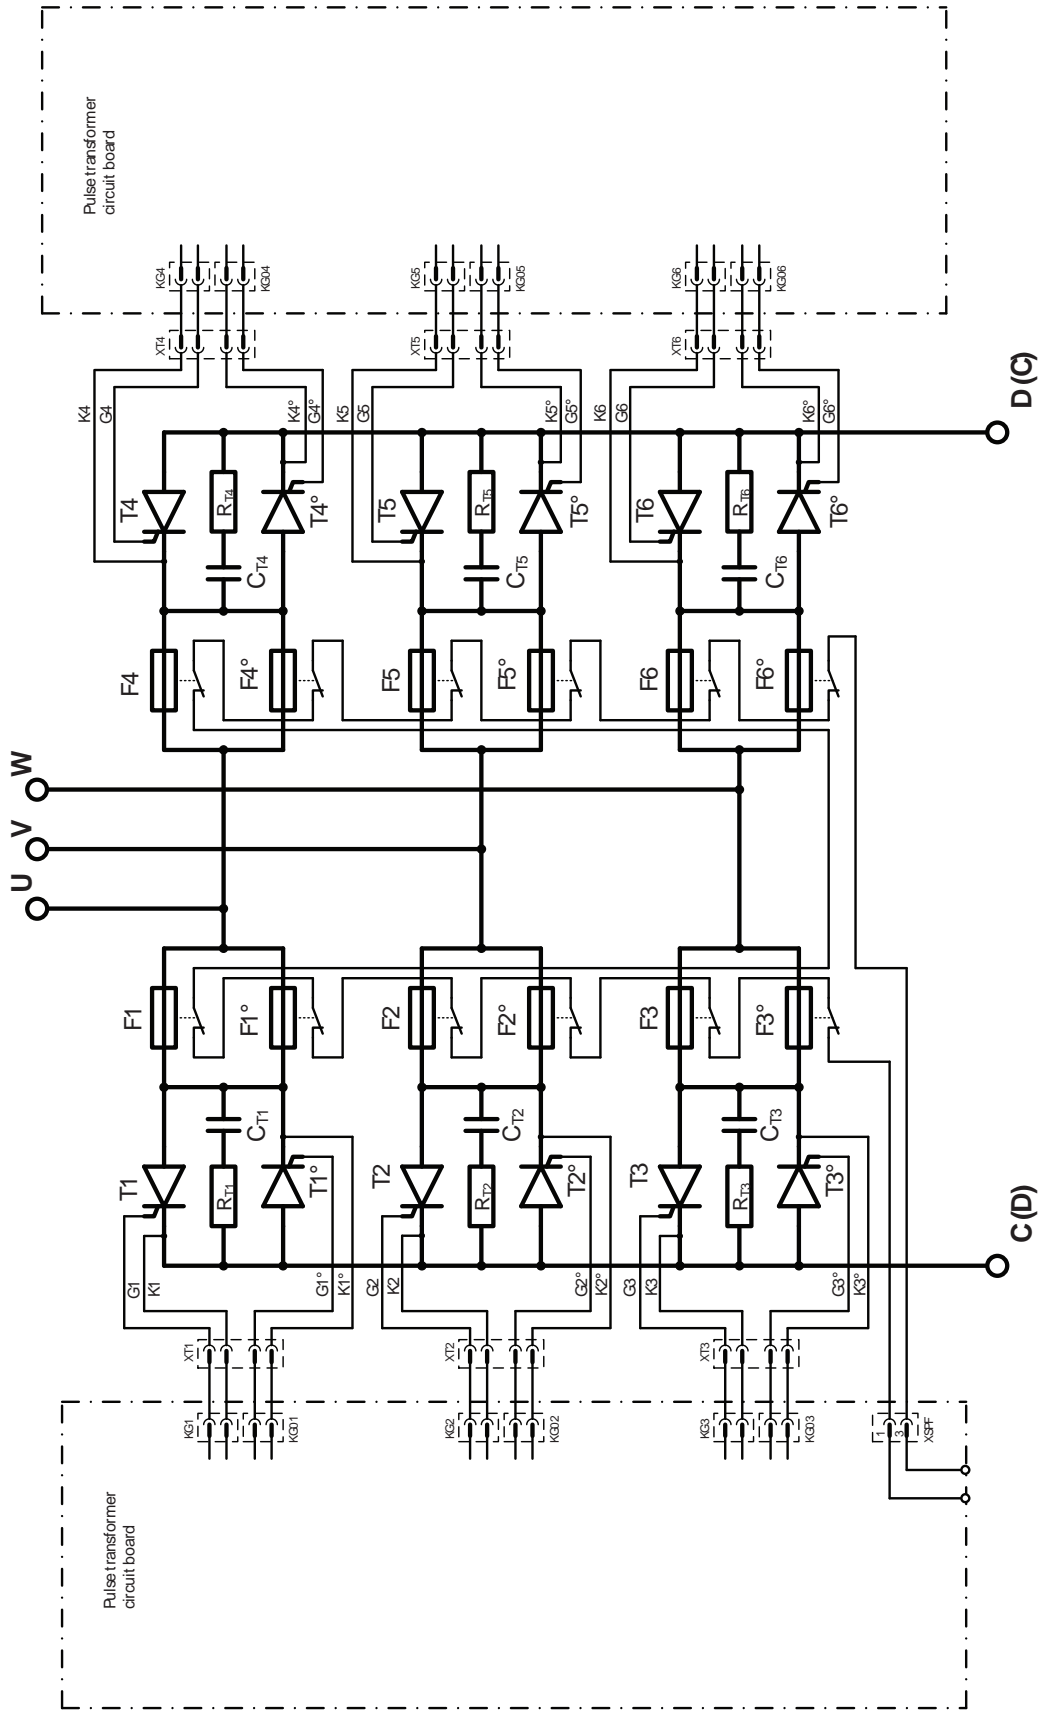 Pulse transformer
circuit board
KG4
KG04
KG5
KG05
KG6
KG06
XT4
XT5
XT6
K4
G4
K4°
G4°
K5
G5
K5°
G5°
K6
G6
K6°
G6°
D (C)
T4
RT4
CT4
T4°
T5
RT5
CT5
T5°
T6
RT6
CT6
T6°
F4
F4°
F5
F5°
F6
F6°
U
V
W
F1
F1°
F2
F2°
F3
F3°
T1
RT1
CT1
T1°
T2
RT2
CT2
T2°
T3
RT3
CT3
T3°
G1
K1
G1°
K1°
G2
K2
G2°
K2°
G3
K3
G3°
K3°
C (D)
XT1
XT2
XT3
KG1
KG01
KG2
KG02
KG3
KG03
1
3
XSPF
Pulse transformer
circuit board